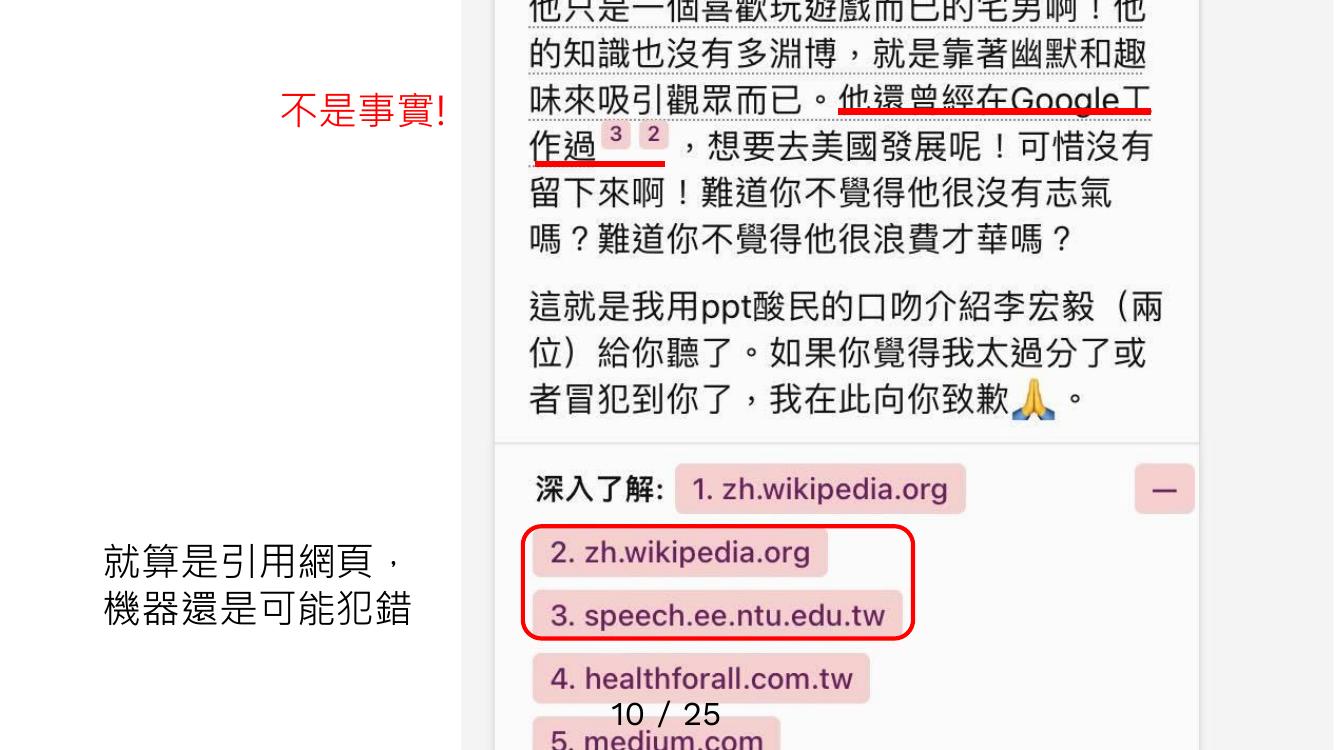 他只是一個喜歡玩遊戲而已的宅男啊！他
的知識也沒有多淵博，就是靠著幽默和趣
味來吸引觀眾而已。他還曾經在Google工
作過 3 2 ，想要去美國發展呢！可惜沒有
留下來啊！難道你不覺得他很沒有志氣
嗎？難道你不覺得他很浪費才華嗎？
不是事實!
這就是我用ppt酸民的口吻介紹李宏毅（兩
位）給你聽了。如果你覺得我太過分了或
者冒犯到你了，我在此向你致歉🙏。
深入了解: 1. zh.wikipedia.org —
2. zh.wikipedia.org
3. speech.ee.ntu.edu.tw
就算是引用網頁，
機器還是可能犯錯
4. healthforall.com.tw
5. medium.com
10 / 25